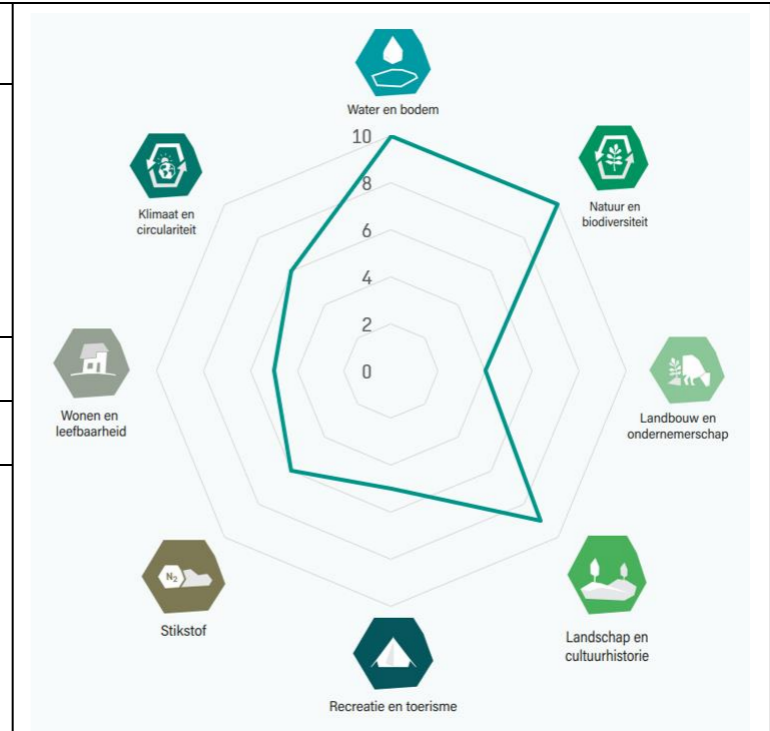 Water en bodem
10
8
6
4
2
0
Natuur en
biodiversiteit
Landbouw en
ondernemerschap
Landschap en
cultuurhistorie
Recreatie en toerisme
N₂
Stikstof
Wonen en
leefbaarheid
Klimaat en
circulariteit